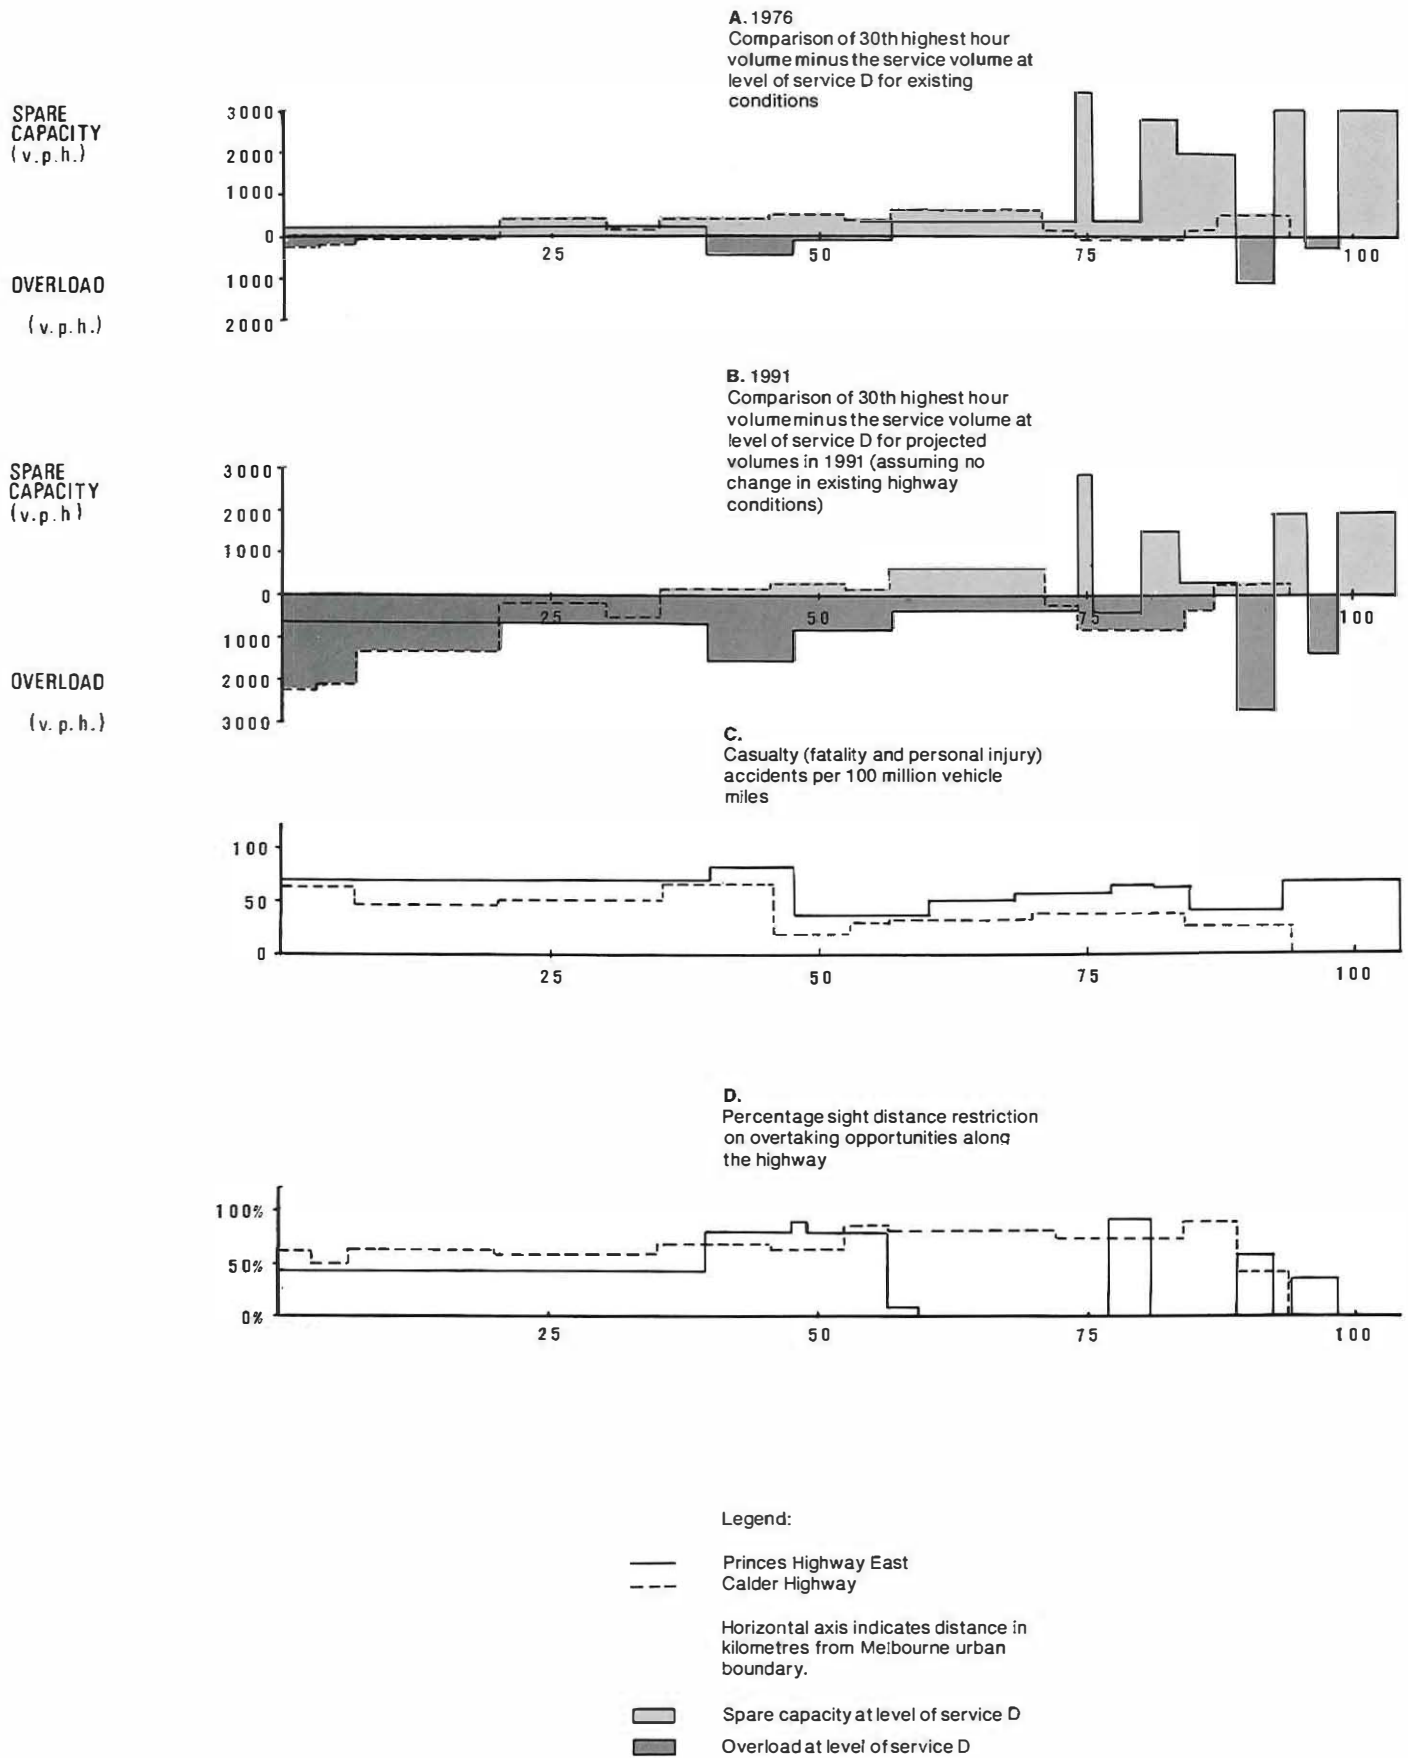 A. 1976
Comparison of 30th highest hour
volume minus the service volume at
level of service D for existing
conditions
SPARE
CAPACITY
(v.p.h.)
3000
2000
1000
0
25
50
75
100
OVERLOAD
(v.p.h.)
1000
2000
B. 1991
Comparison of 30th highest hour
volume minus the service volume at
level of service D for projected
volumes in 1991 (assuming no
change in existing highway
conditions)
SPARE
CAPACITY
(v.p.h)
3000
2000
1000
0
25
50
75
100
1000
OVERLOAD
2000
(v.p.h.)
3000
C.
Casualty (fatality and personal injury)
accidents per 100 million vehicle
miles
100
50
0
25
50
75
100
D.
Percentage sight distance restriction
on overtaking opportunities along
the highway
100%
50%
0%
25
50
75
100
Legend:
Princes Highway East
Calder Highway
Horizontal axis indicates distance in
kilometres from Melbourne urban
boundary.
Spare capacity at level of service D
Overload at level of service D